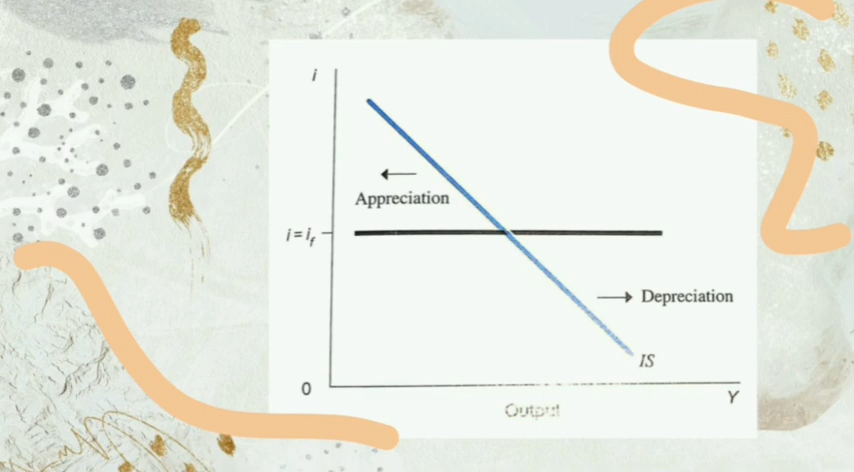 i
← Appreciation
i = i_f
→ Depreciation
IS
0
Y
Output